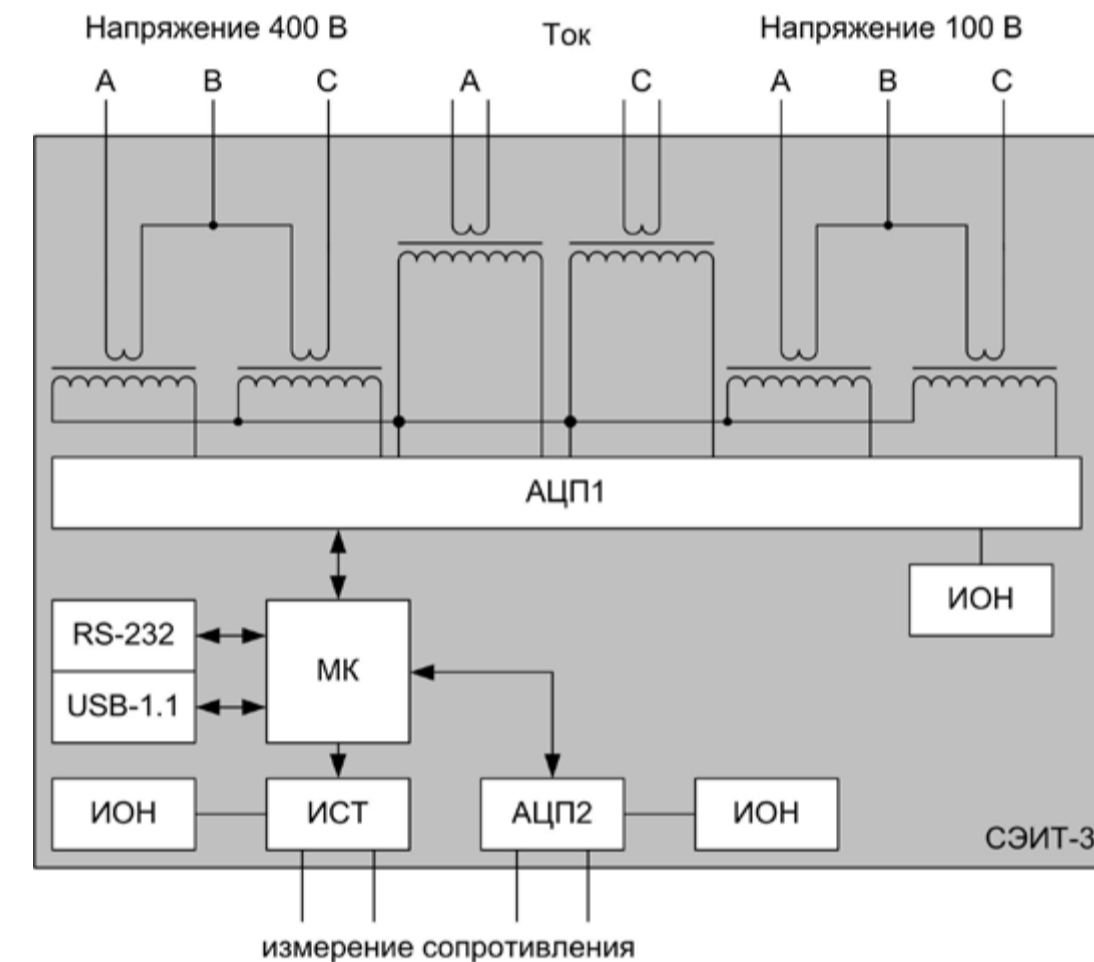 Напряжение 400 В
Ток
Напряжение 100 В
А В С
А С
А В С
АЦП1
ИОН
RS-232
МК
USB-1.1
ИОН
ИСТ
АЦП2
ИОН
СЭИТ-3
измерение сопротивления